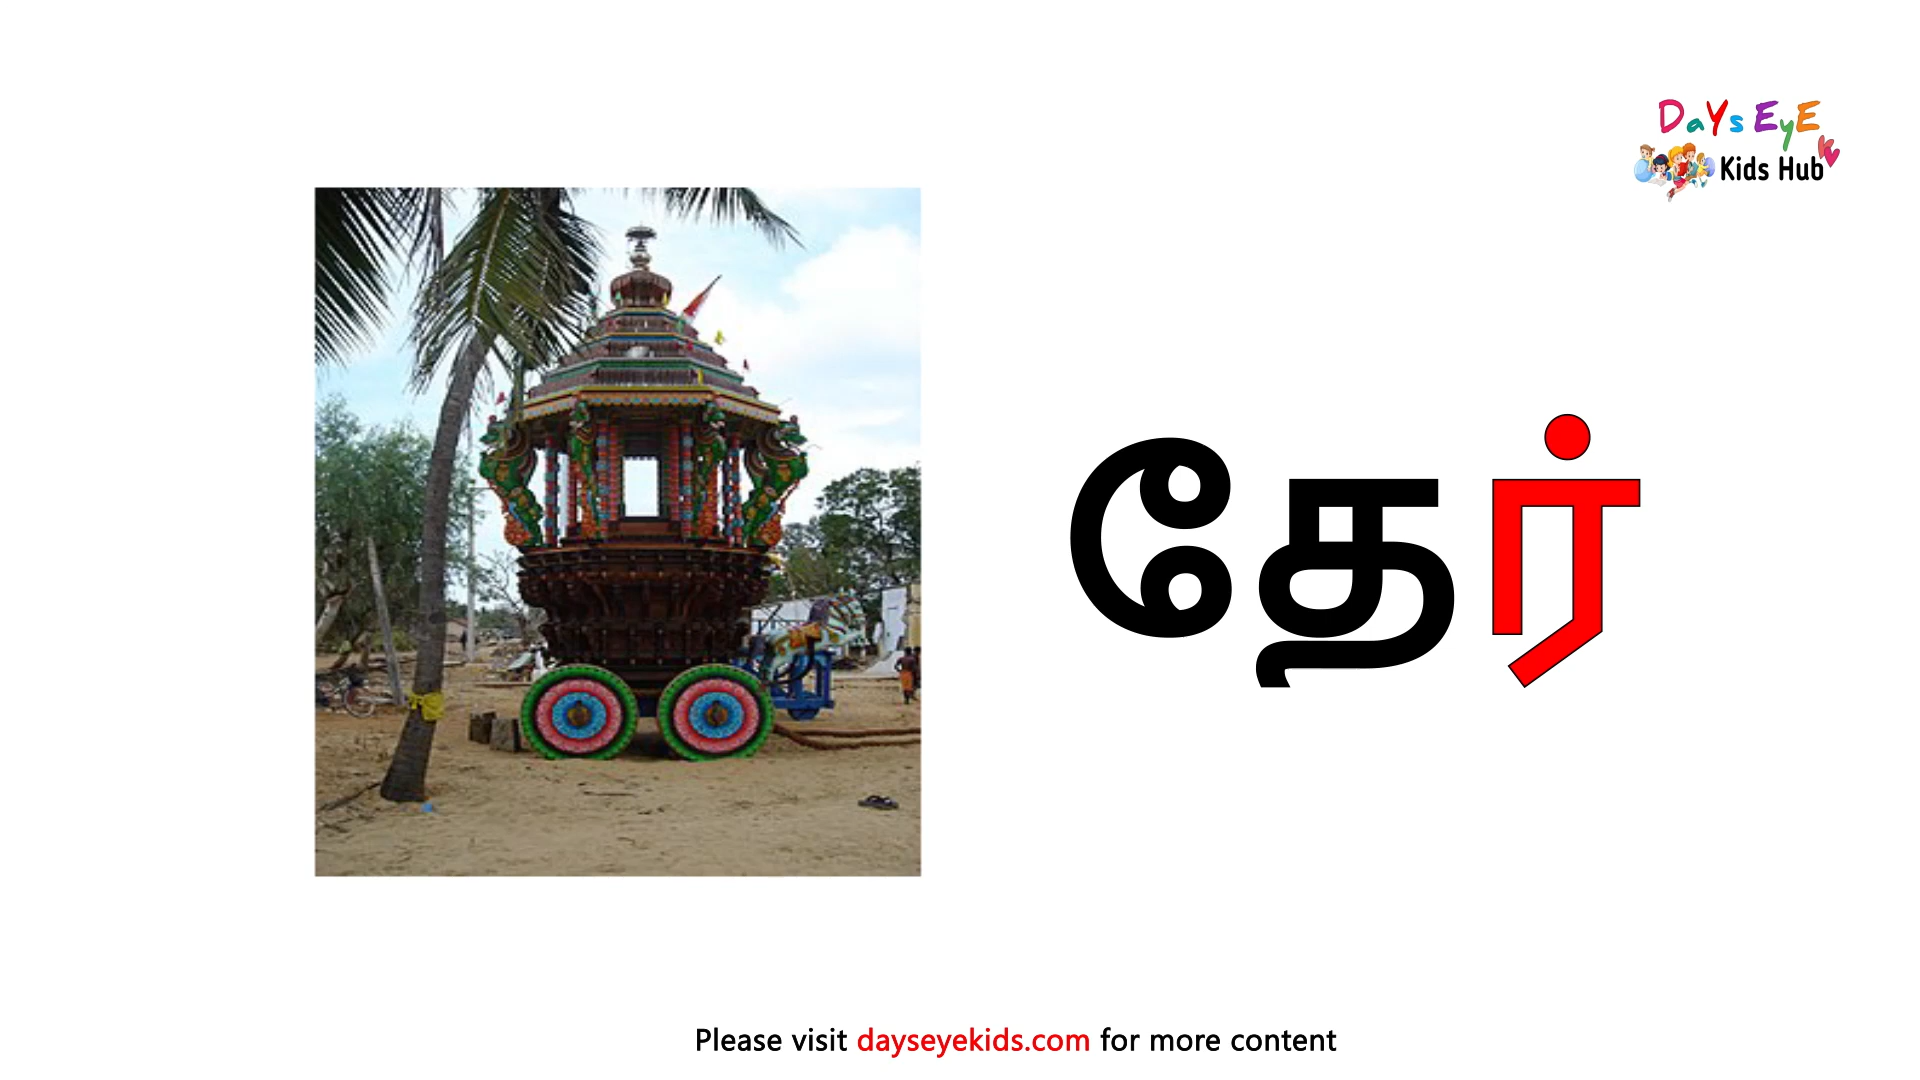 DaYs EyE
Kids Hub
தேர்
Please visit dayseyekids.com for more content